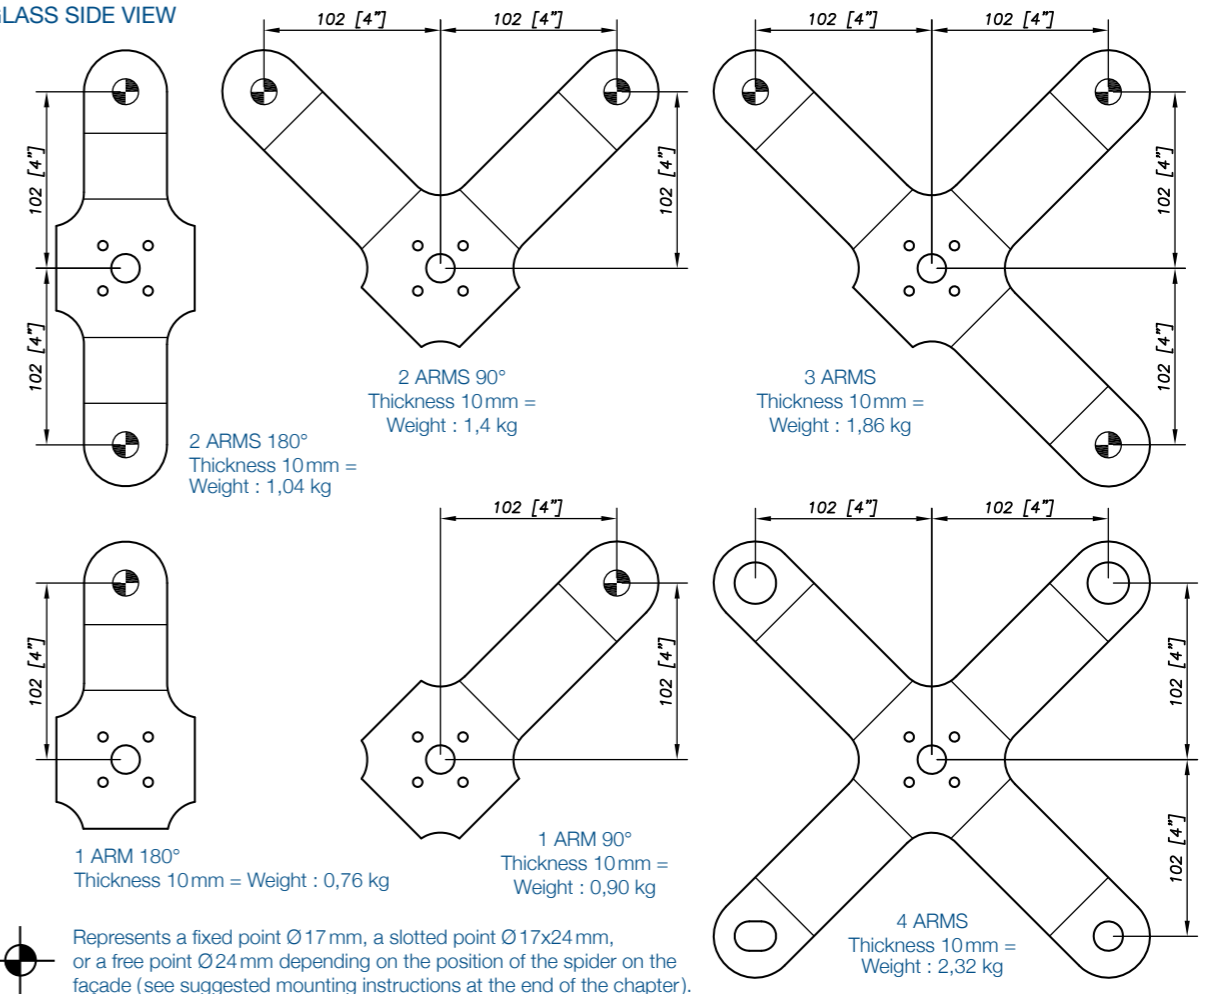 GLASS SIDE VIEW
102 [4"]
102 [4"]
102 [4"]
102 [4"]
102 [4"]
102 [4"]
102 [4"]
102 [4"]
102 [4"]
2 ARMS 90°
Thickness 10 mm =
Weight : 1,4 kg
3 ARMS
Thickness 10 mm =
Weight : 1,86 kg
2 ARMS 180°
Thickness 10 mm =
Weight : 1,04 kg
102 [4"]
102 [4"]
102 [4"]
102 [4"]
102 [4"]
102 [4"]
102 [4"]
1 ARM 180°
Thickness 10 mm = Weight : 0,76 kg
1 ARM 90°
Thickness 10 mm =
Weight : 0,90 kg
4 ARMS
Thickness 10 mm =
Weight : 2,32 kg
Represents a fixed point Ø 17 mm, a slotted point Ø 17x24 mm,
or a free point Ø 24 mm depending on the position of the spider on the
façade (see suggested mounting instructions at the end of the chapter).